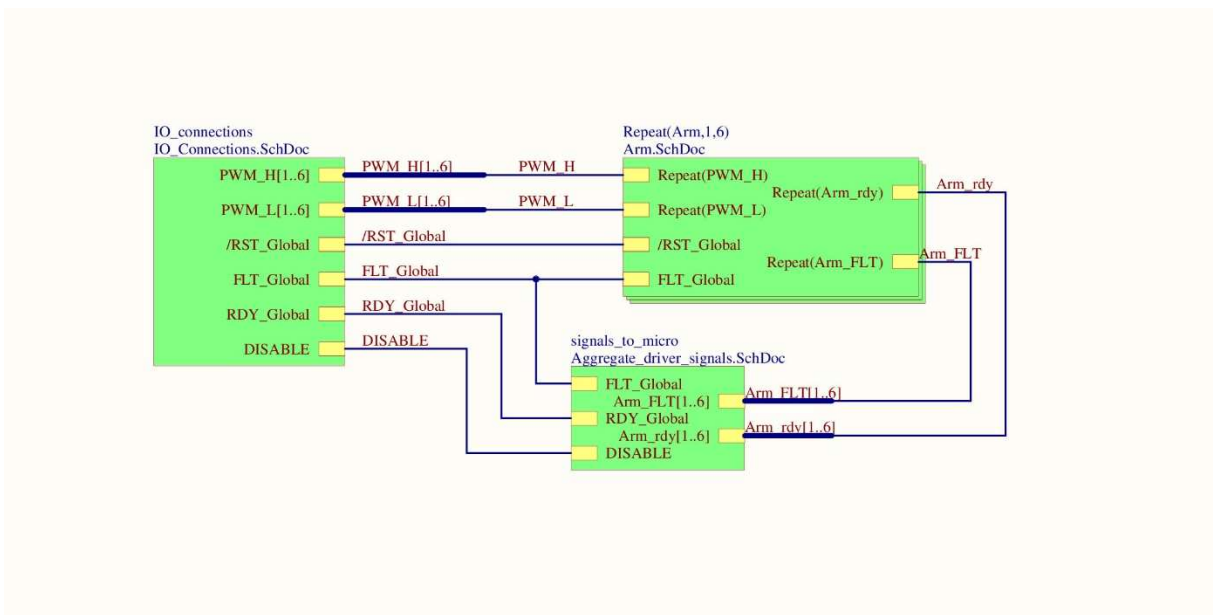 IO_connections
IO_Connections.SchDoc
PWM_H[1..6]
PWM_L[1..6]
/RST_Global
FLT_Global
RDY_Global
DISABLE
PWM_H[1..6]
PWM_H
PWM_L[1..6]
PWM_L
/RST_Global
FLT_Global
RDY_Global
DISABLE
Repeat(Arm,1,6)
Arm.SchDoc
Repeat(PWM_H)
Repeat(Arm_rdy)
Repeat(PWM_L)
/RST_Global
Repeat(Arm_FLT)
FLT_Global
Arm_rdy
Arm_FLT
signals_to_micro
Aggregate_driver_signals.SchDoc
FLT_Global
Arm_FLT[1..6]
RDY_Global
Arm_rdy[1..6]
DISABLE
Arm_FLT[1..6]
Arm_rdy[1..6]